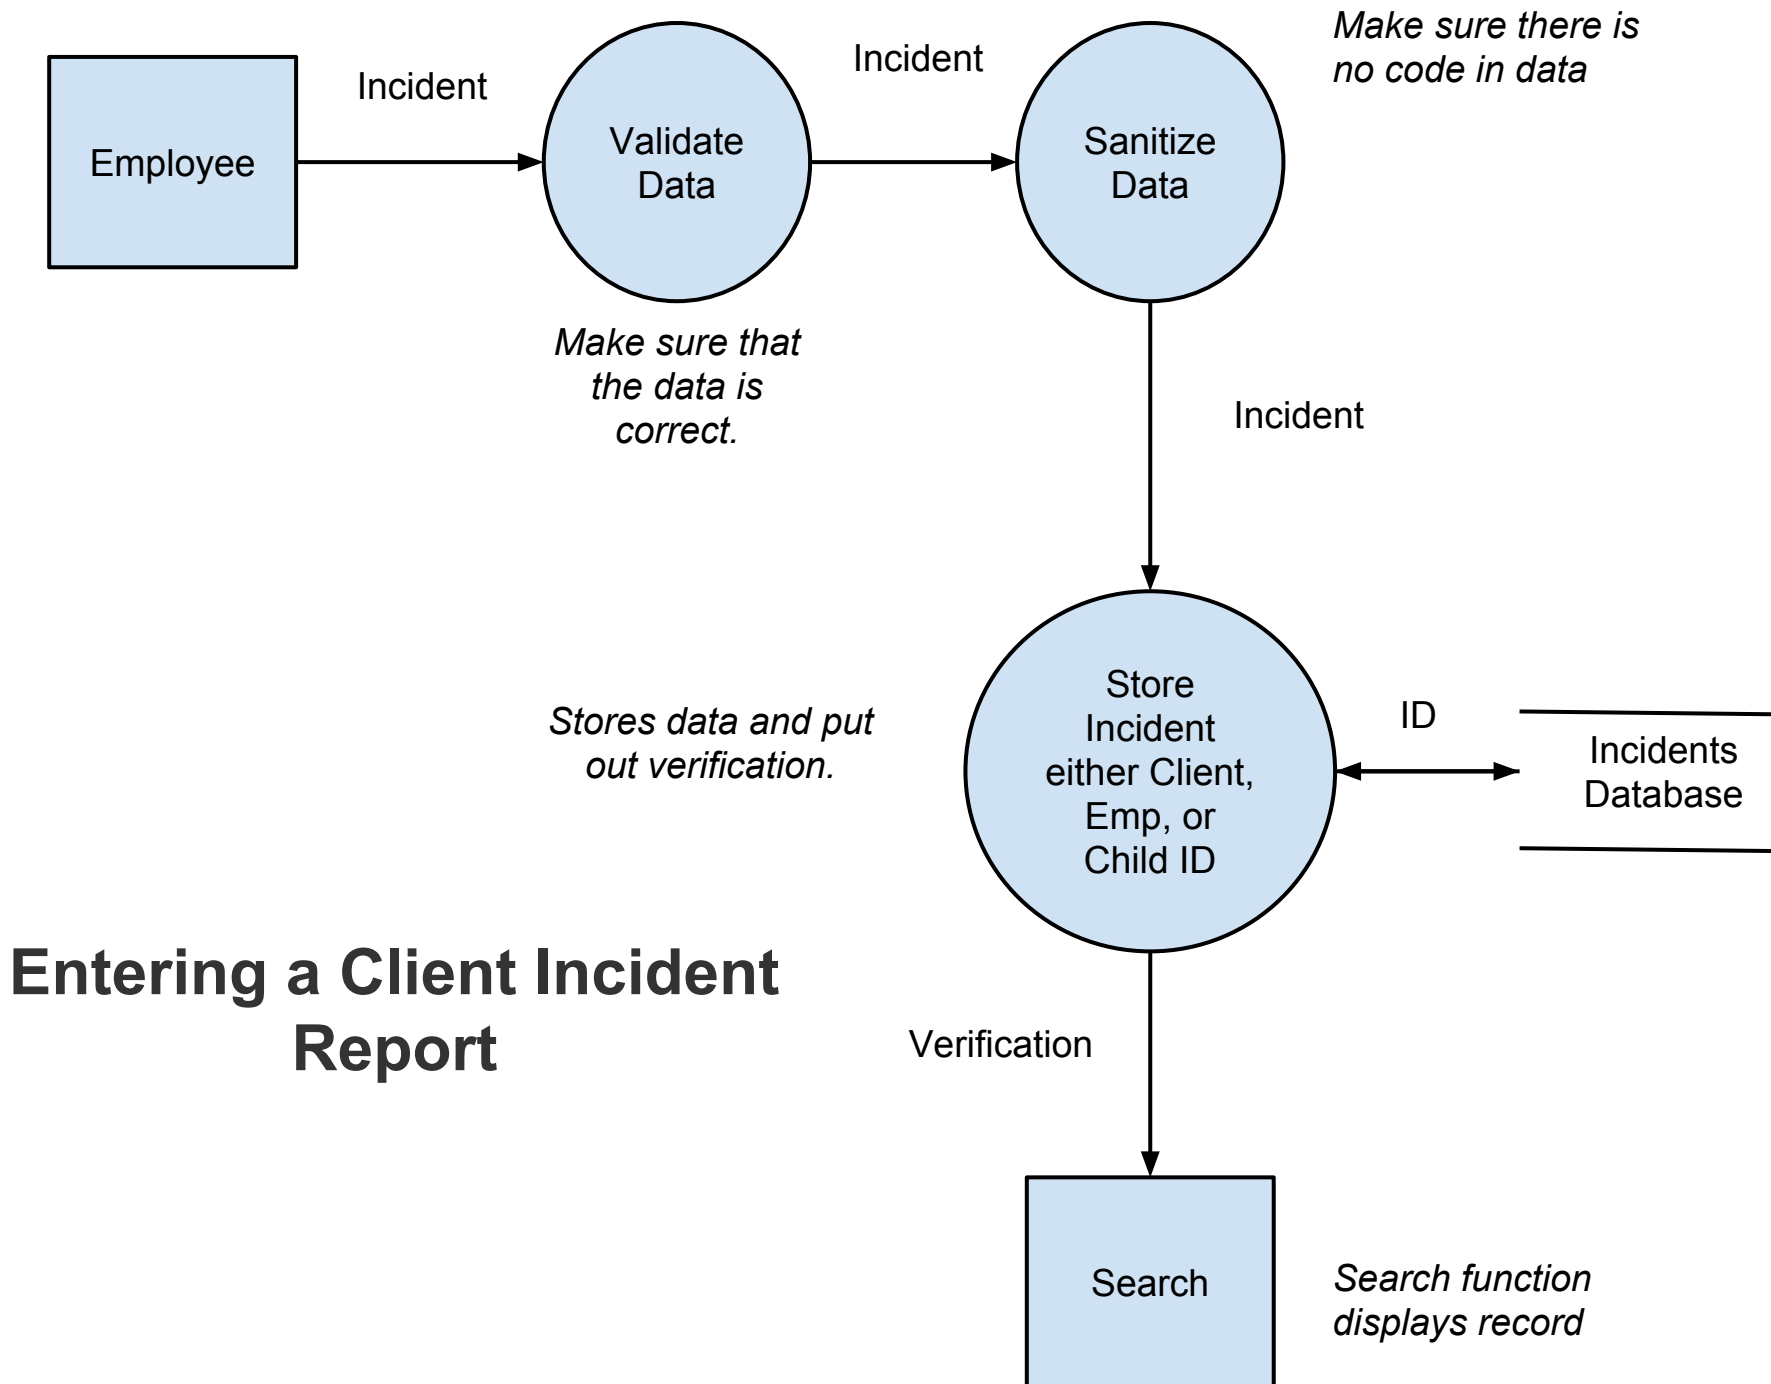 Employee
Incident
Validate
Data
Incident
Sanitize
Data
Make sure there is
no code in data
Make sure that
the data is
correct.
Incident
Stores data and put
out verification.
Store
Incident
either Client,
Emp, or
Child ID
ID
Incidents
Database
Entering a Client Incident
Report
Verification
Search
Search function
displays record